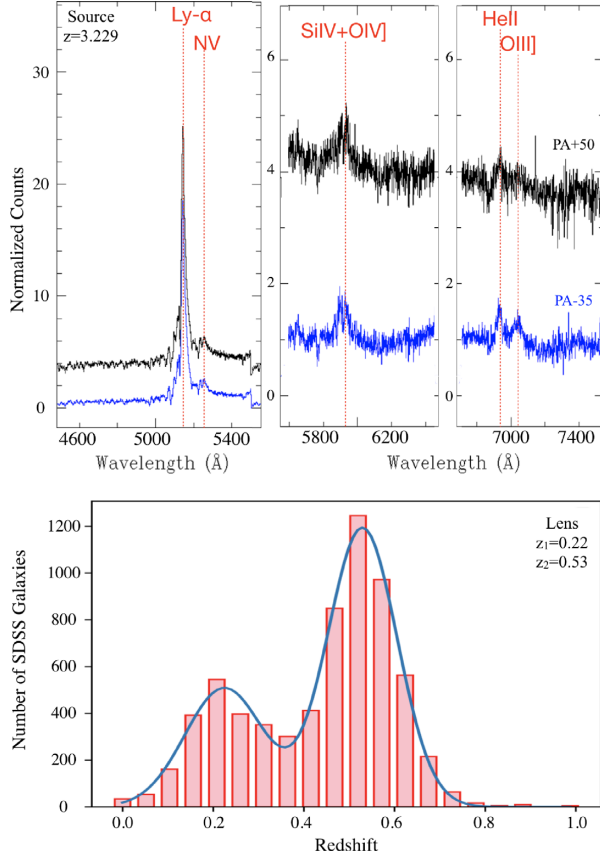 Source
z=3.229
Ly-α
NV
SiIV+OIV]
HeII
OIII]
PA+50
PA-35
Normalized Counts
36
30
20
10
0
6
4
2
0
6
4
2
0
4600 5000 5400
5800 6200
7000 7400
Wavelength (Å)
Wavelength (Å)
Lens
z₁=0.22
z₂=0.53
Number of SDSS Galaxies
1200
1000
800
600
400
200
0
0.0 0.2 0.4 0.6 0.8 1.0
Redshift